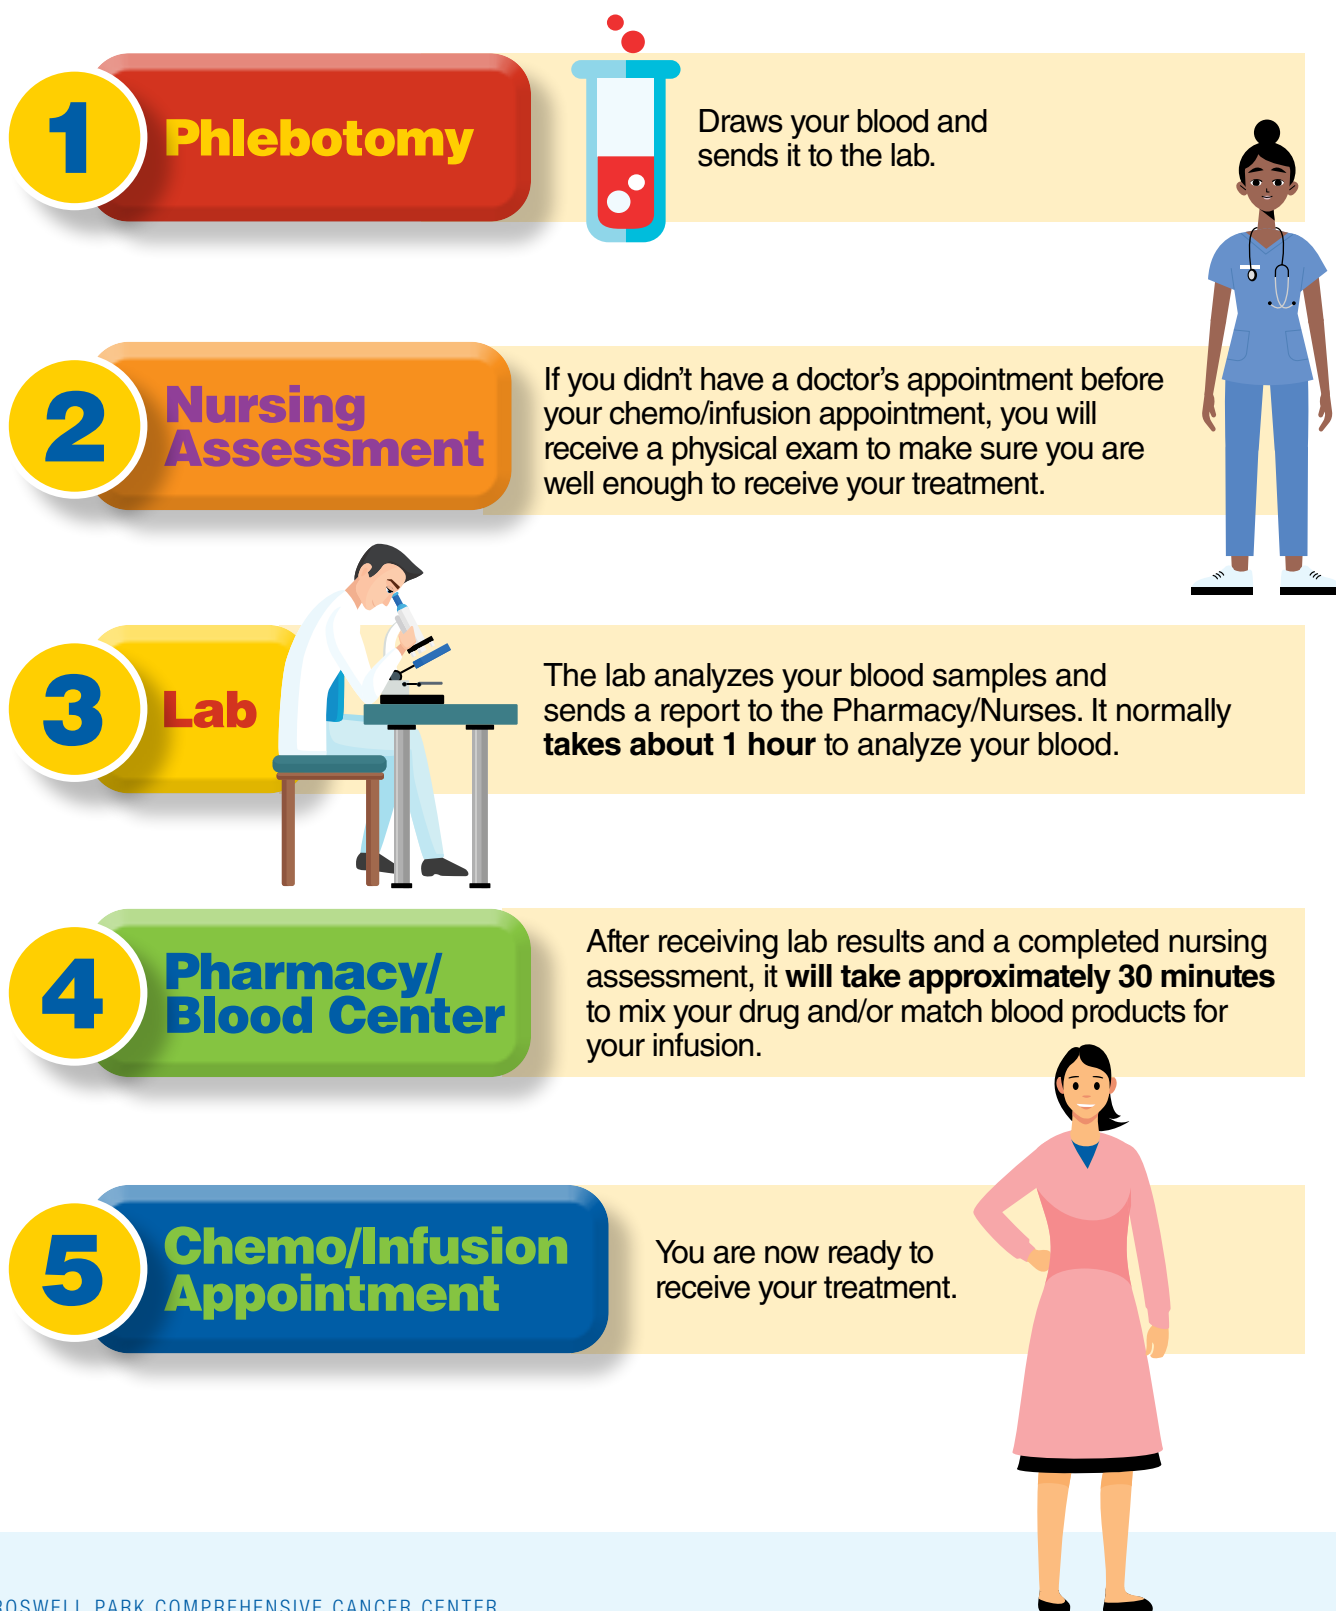 1
Phlebotomy
Draws your blood and
sends it to the lab.
2
Nursing
Assessment
If you didn't have a doctor's appointment before
your chemo/infusion appointment, you will
receive a physical exam to make sure you are
well enough to receive your treatment.
3
Lab
The lab analyzes your blood samples and
sends a report to the Pharmacy/Nurses. It normally
takes about 1 hour to analyze your blood.
4
Pharmacy/
Blood Center
After receiving lab results and a completed nursing
assessment, it will take approximately 30 minutes
to mix your drug and/or match blood products for
your infusion.
5
Chemo/Infusion
Appointment
You are now ready to
receive your treatment.
ROSWELL PARK COMPREHENSIVE CANCER CENTER